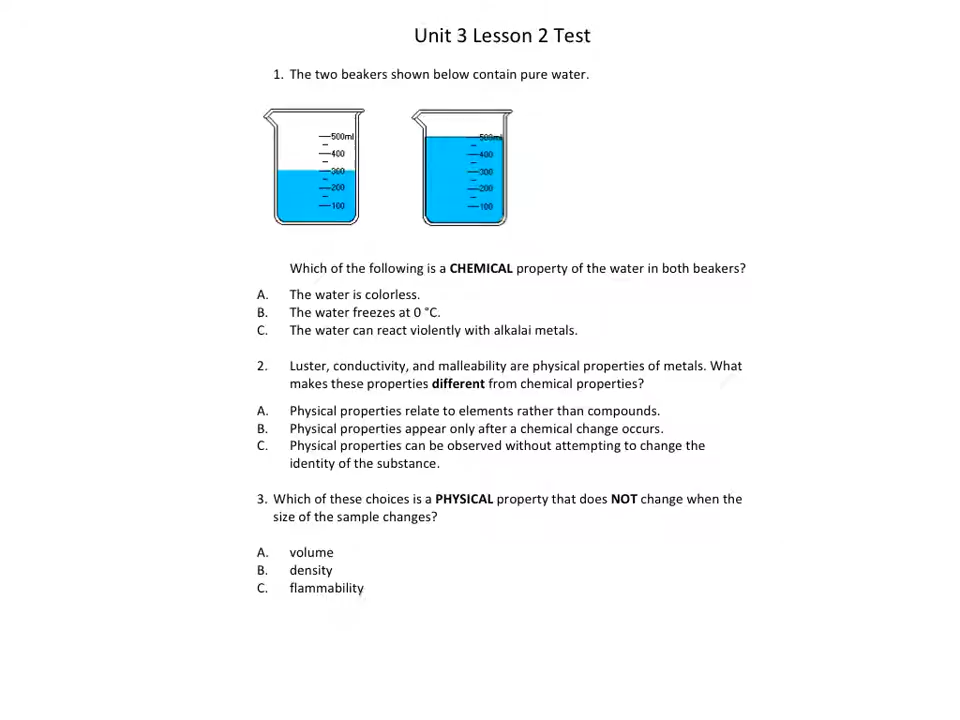 Unit 3 Lesson 2 Test
1. The two beakers shown below contain pure water.
500ml
400
300
200
100
500ml
400
300
200
100
Which of the following is a CHEMICAL property of the water in both beakers?
A. The water is colorless.
B. The water freezes at 0 °C.
C. The water can react violently with alkalai metals.
2. Luster, conductivity, and malleability are physical properties of metals. What
makes these properties different from chemical properties?
A. Physical properties relate to elements rather than compounds.
B. Physical properties appear only after a chemical change occurs.
C. Physical properties can be observed without attempting to change the
identity of the substance.
3. Which of these choices is a PHYSICAL property that does NOT change when the
size of the sample changes?
A. volume
B. density
C. flammability